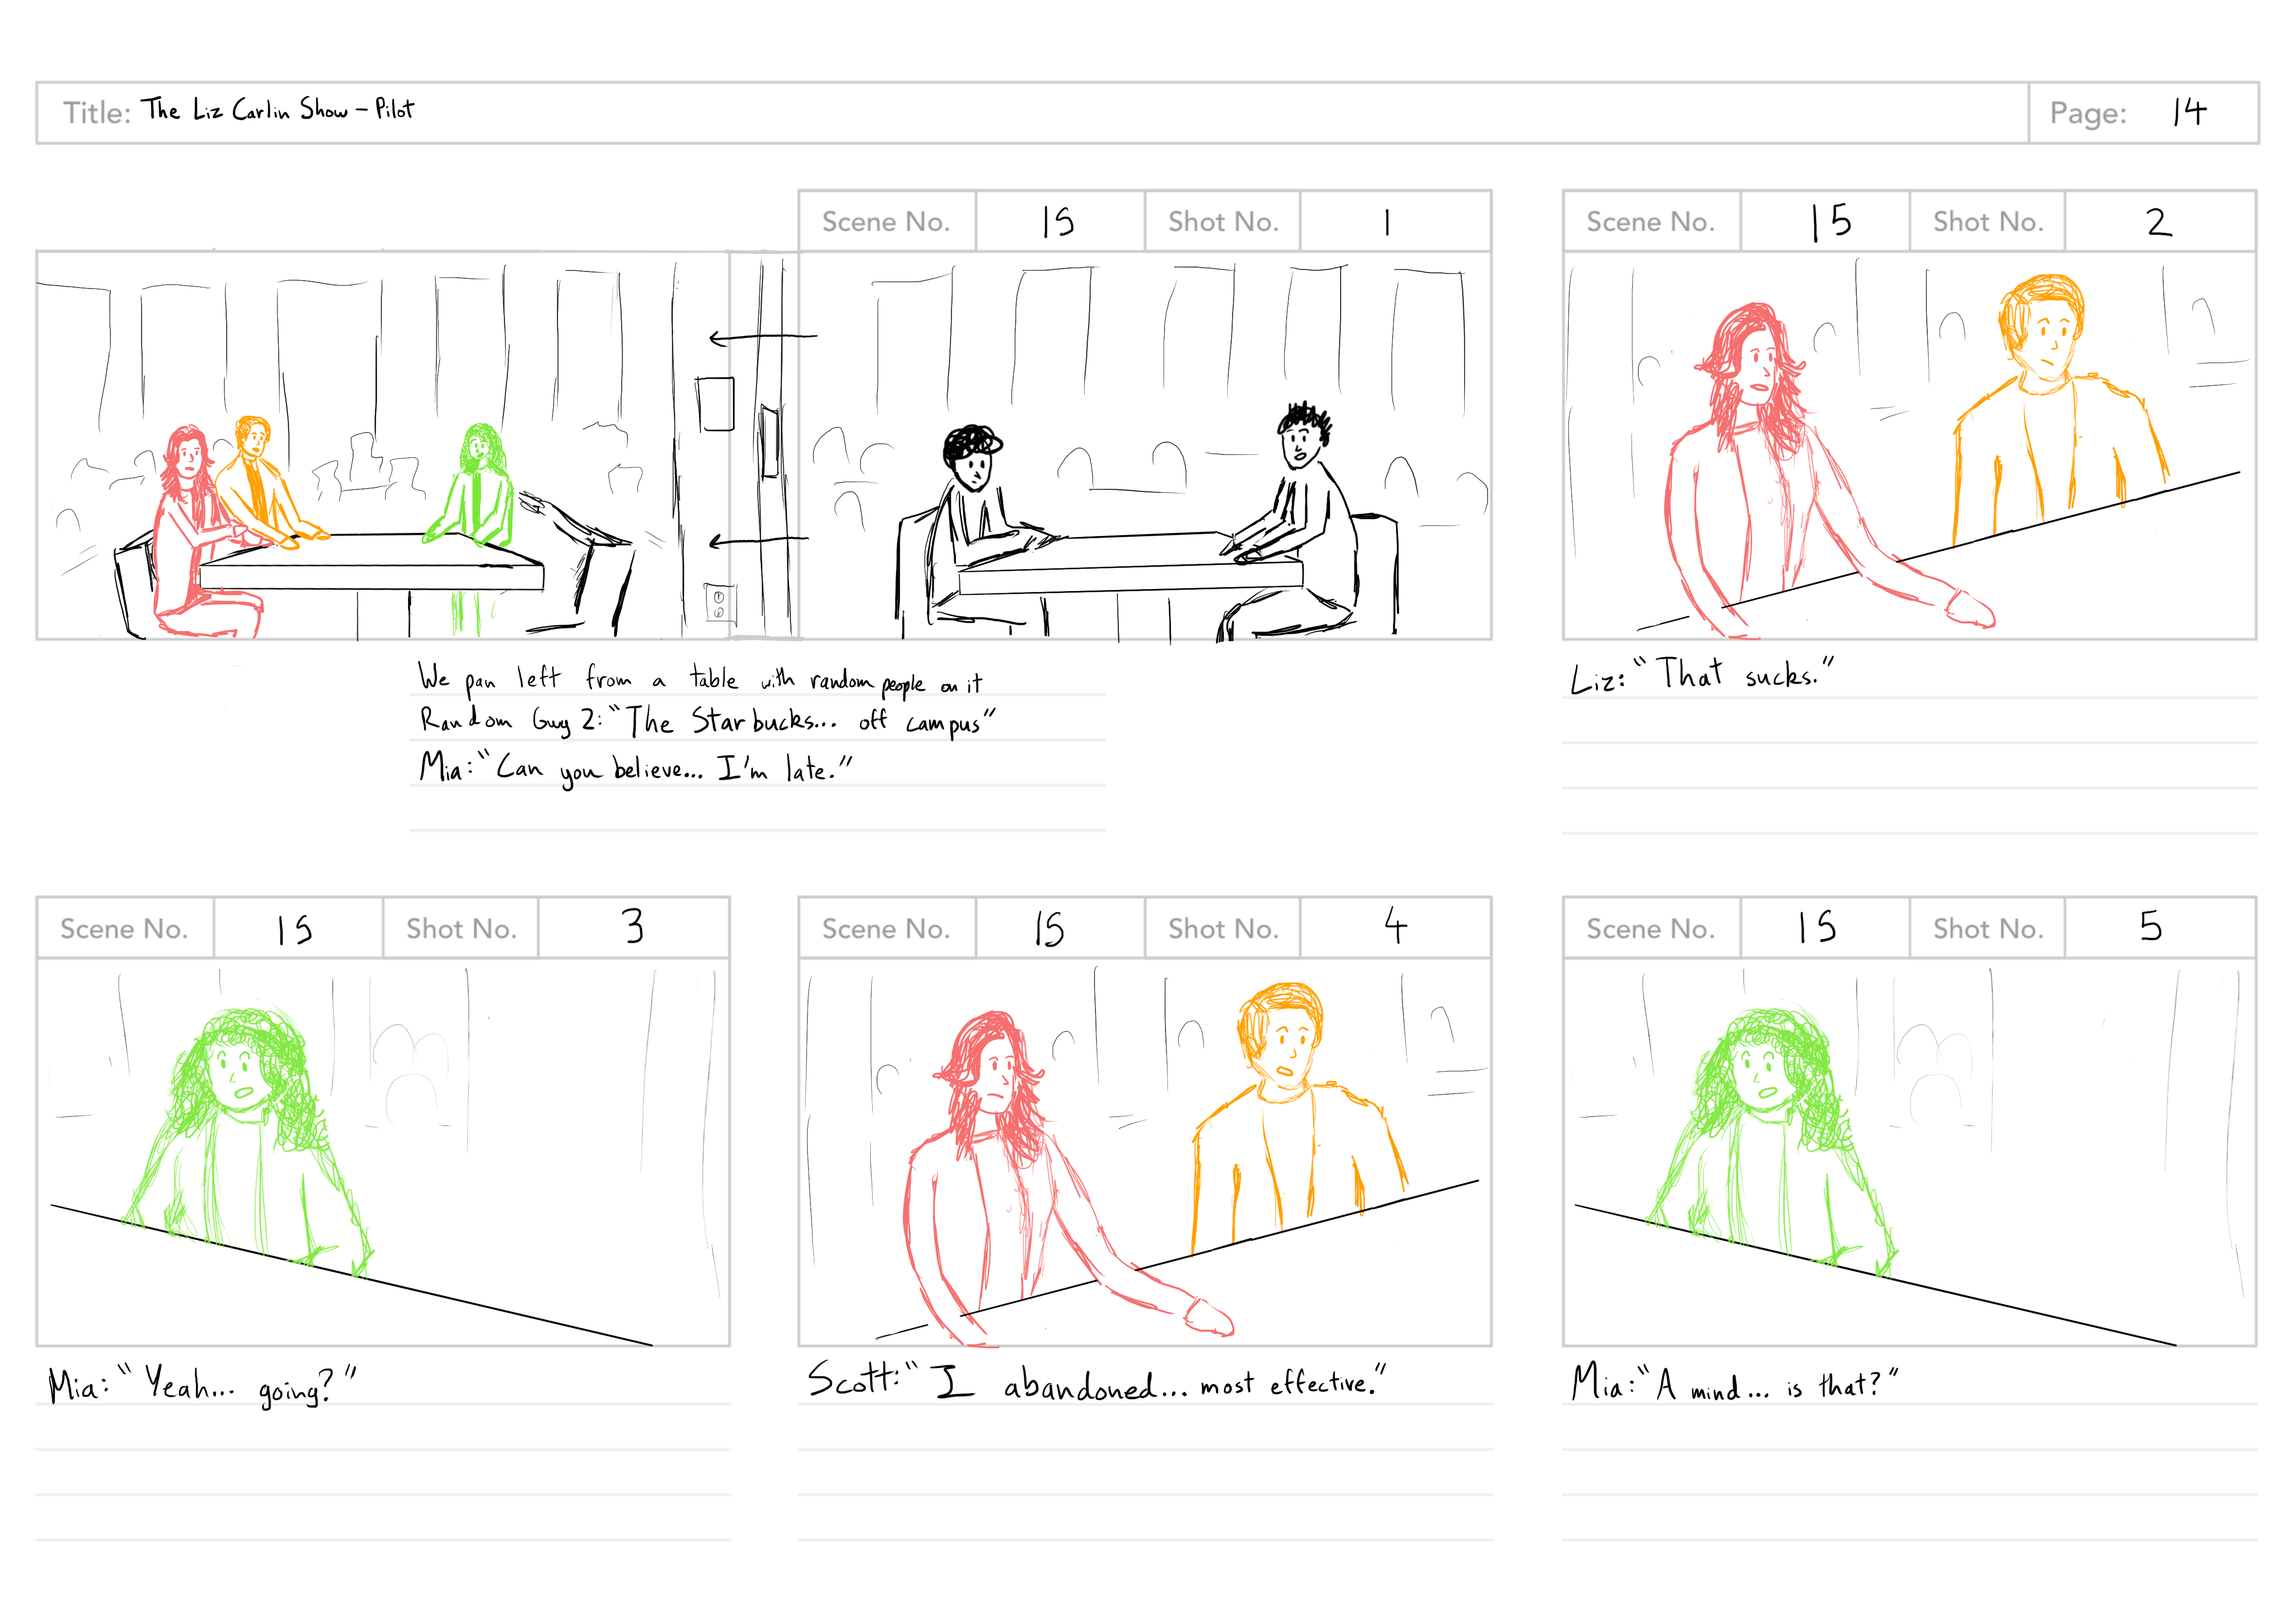 Title: The Liz Carlin Show – Pilot
Page: 14
Scene No. 15 Shot No. 1
We pan left from a table with random people on it
Random Guy 2: "The Starbucks... off campus"
Mia: "Can you believe... I'm late."
Scene No. 15 Shot No. 2
Liz: "That sucks."
Scene No. 15 Shot No. 3
Mia: "Yeah... going?"
Scene No. 15 Shot No. 4
Scott: "I abandoned... most effective."
Scene No. 15 Shot No. 5
Mia: "A mind... is that?"